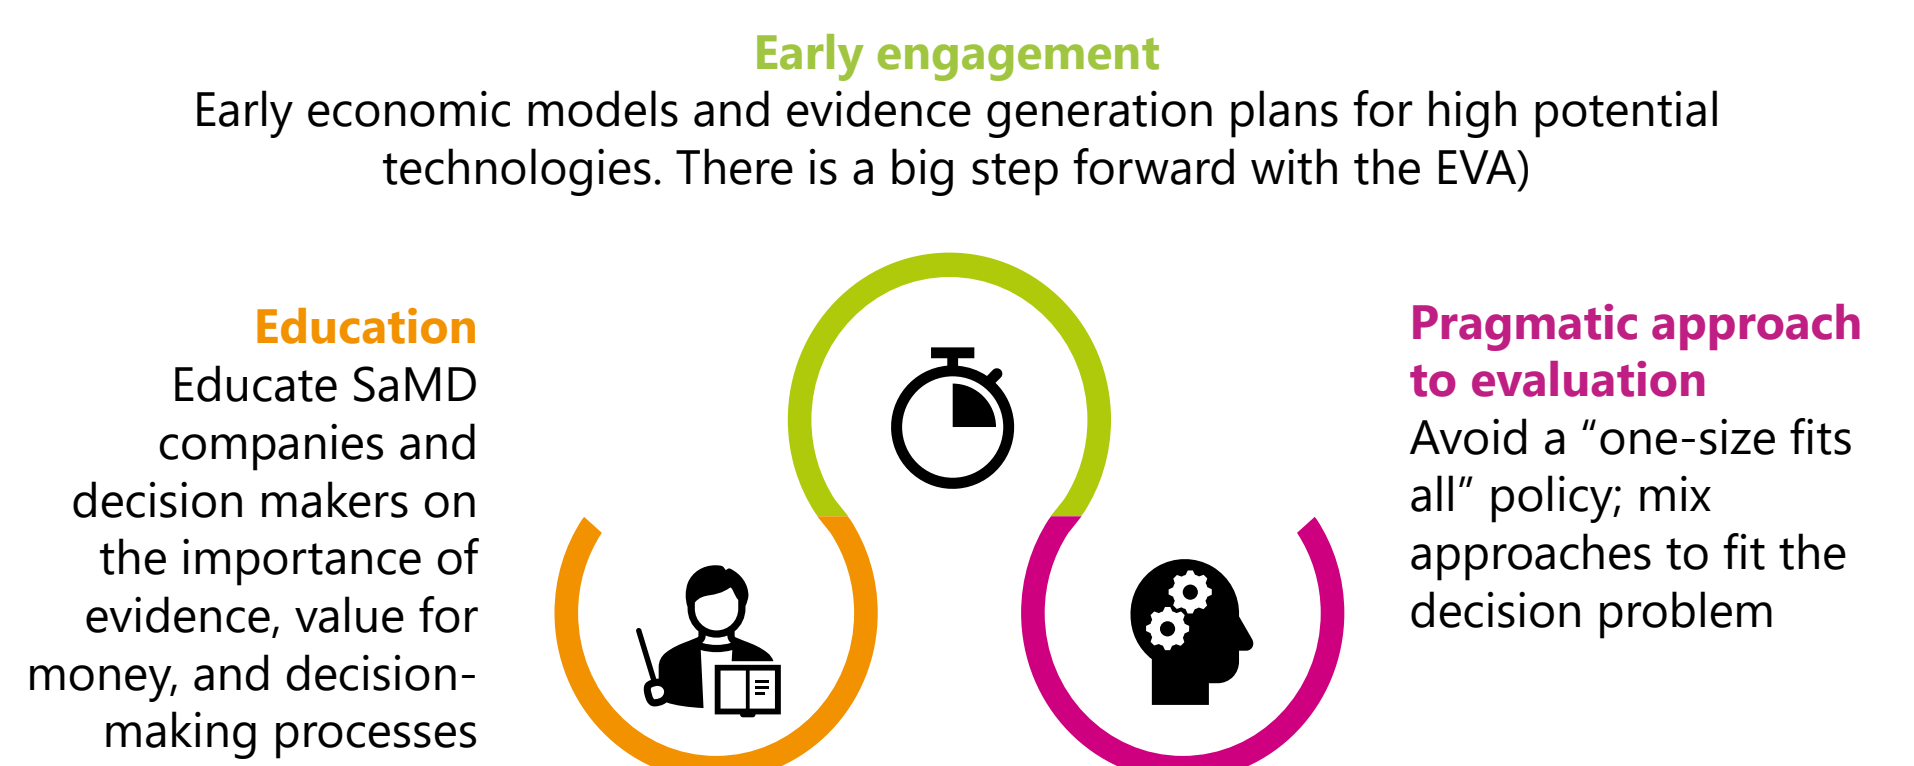 Early engagement
Early economic models and evidence generation plans for high potential
technologies. There is a big step forward with the EVA)
Education
Educate SaMD
companies and
decision makers on
the importance of
evidence, value for
money, and decision-
making processes
Pragmatic approach
to evaluation
Avoid a “one-size fits
all” policy; mix
approaches to fit the
decision problem